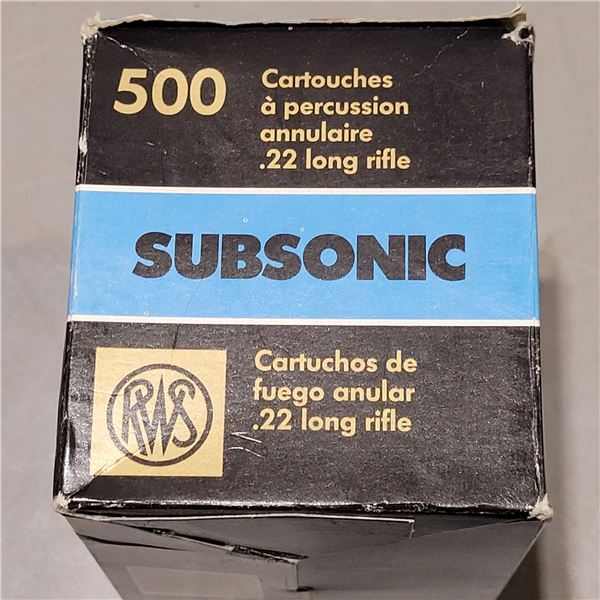 500
Cartouches
à percussion
annulaire
.22 long rifle
SUBSONIC
RWS
Cartuchos de
fuego anular
.22 long rifle